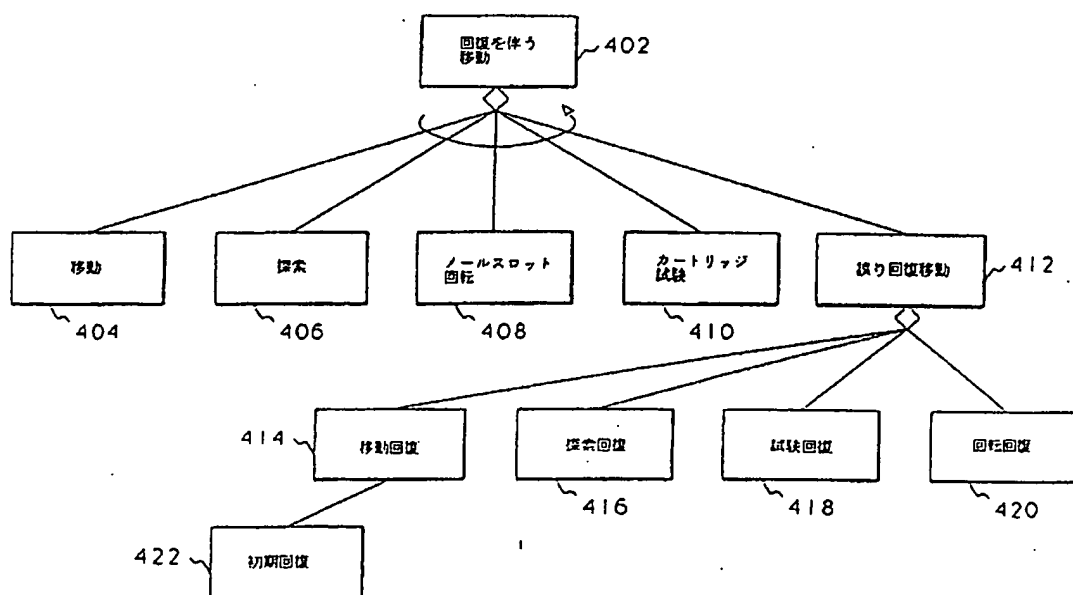 回復を伴う
移動
402
移動
404
探索
406
ノールスロット
回転
408
カートリッジ
試験
410
誤り回復移動
412
414
移動回復
探索回復
416
試験回復
418
回転回復
420
422
初期回復